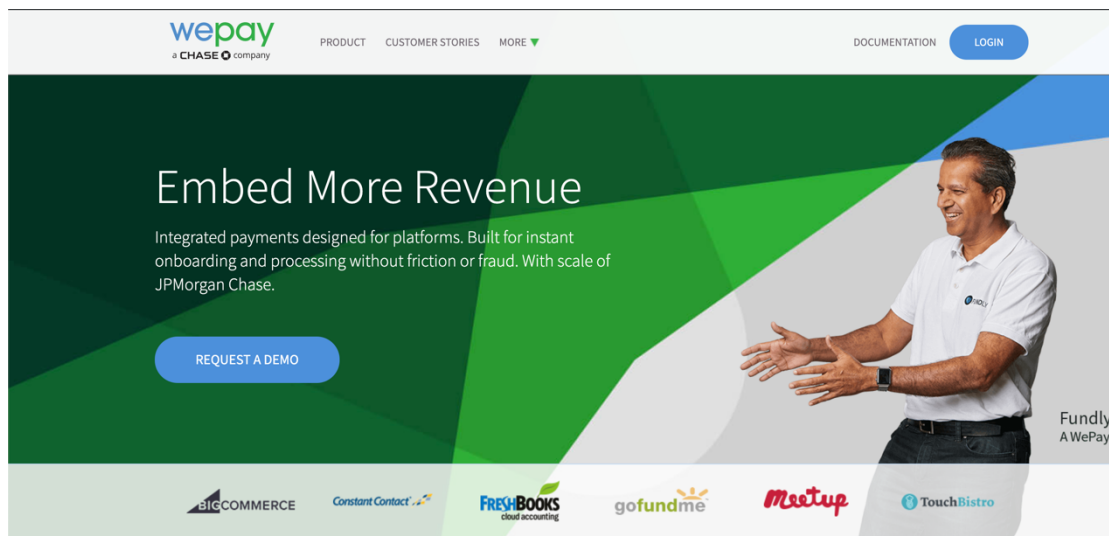 wepay
a CHASE company
PRODUCT CUSTOMER STORIES MORE
DOCUMENTATION LOGIN
Embed More Revenue
Integrated payments designed for platforms. Built for instant
onboarding and processing without friction or fraud. With scale of
JPMorgan Chase.
REQUEST A DEMO
Fundly
A WePay
BIGCOMMERCE
Constant Contact
FRESHBOOKS
cloud accounting
gofundme
meetup
TouchBistro